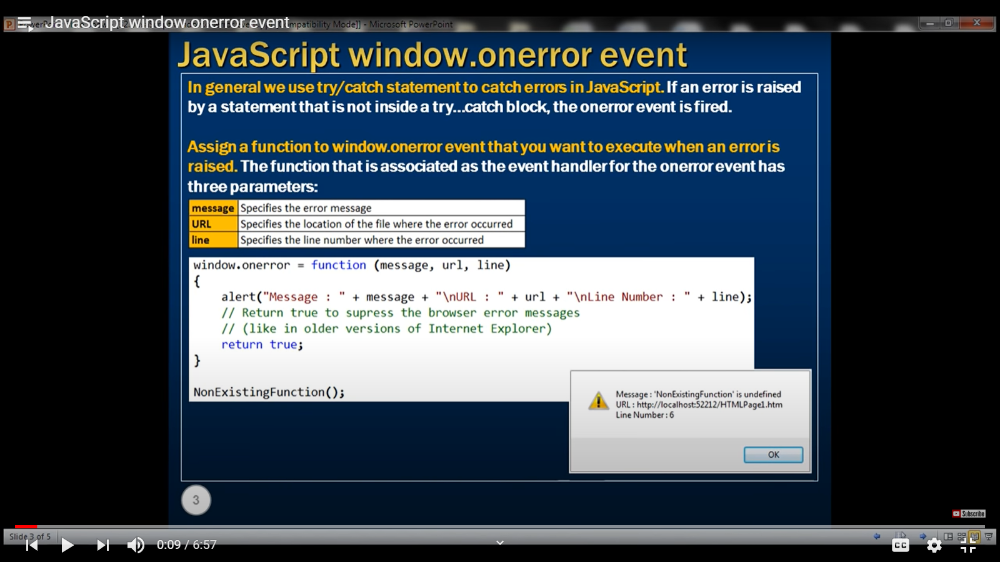 JavaScript window onerror event
ompatibility Mode]] - Microsoft PowerPoint
JavaScript window.onerror event
In general we use try/catch statement to catch errors in JavaScript. If an error is raised
by a statement that is not inside a try...catch block, the onerror event is fired.
Assign a function to window.onerror event that you want to execute when an error is
raised. The function that is associated as the event handler for the onerror event has
three parameters:
message Specifies the error message
URL Specifies the location of the file where the error occurred
line Specifies the line number where the error occurred
window.onerror = function (message, url, line)
{
alert("Message : " + message + "\nURL : " + url + "\nLine Number : " + line);
// Return true to supress the browser error messages
// (like in older versions of Internet Explorer)
return true;
}
NonExistingFunction();
Message : 'NonExistingFunction' is undefined
URL : http://localhost:52212/HTMLPage1.htm
Line Number : 6
OK
3
Subscribe
Slide 3 of 5
0:09 / 6:57
CC